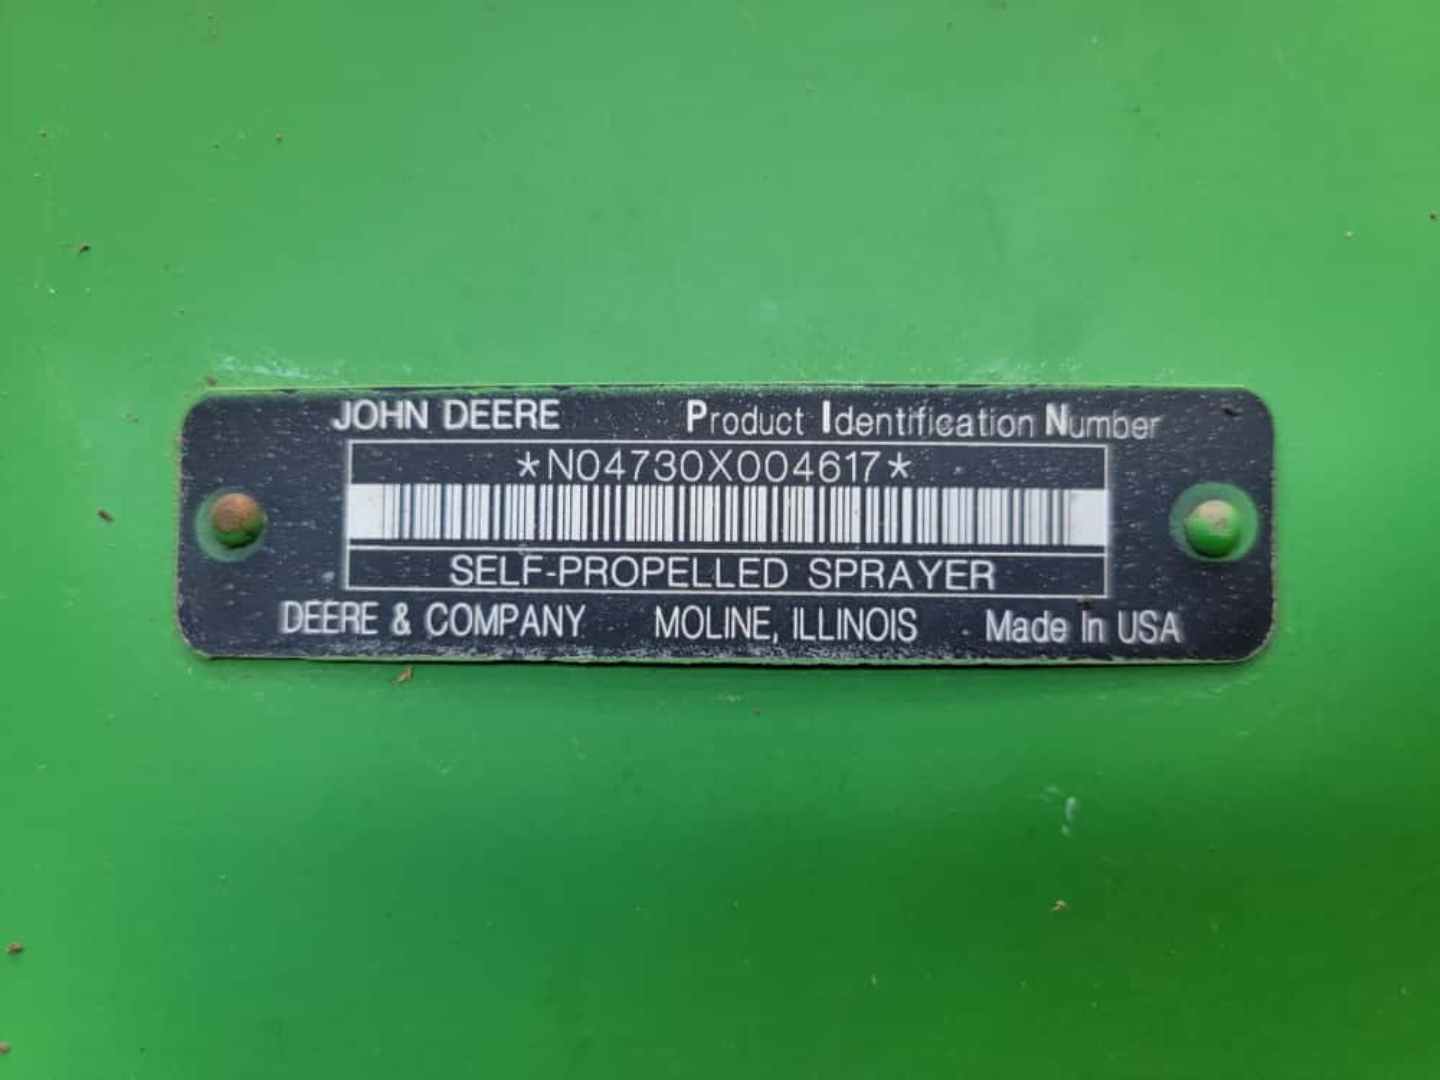 JOHN DEERE Product Identification Number
*N04730X004617*
SELF-PROPELLED SPRAYER
DEERE & COMPANY MOLINE, ILLINOIS Made In USA